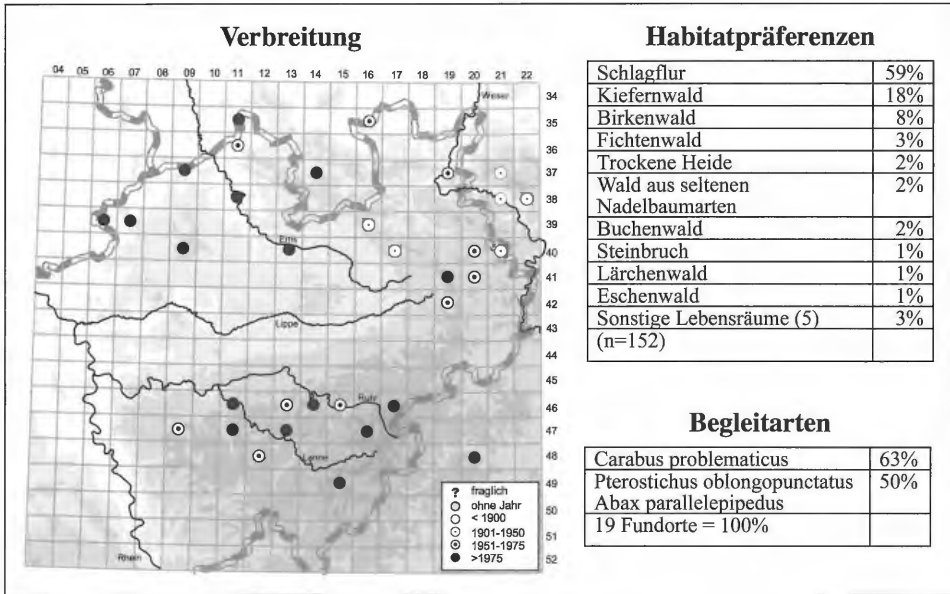 Verbreitung
04 05 06 07 08 09 10 11 12 13 14 15 16 17 18 19 20 21 22
34
35
36
37
38
39
40
41
42
43
44
45
46
47
48
49
50
51
52
Weser
Ems
Lippe
Ruhr
Lenne
Rhein
? fraglich
ohne Jahr
< 1900
1901-1950
1951-1975
>1975
Habitatpräferenzen
Schlagflur 59%
Kiefernwald 18%
Birkenwald 8%
Fichtenwald 3%
Trockene Heide 2%
Wald aus seltenen 2%
Nadelbaumarten
Buchenwald 2%
Steinbruch 1%
Lärchenwald 1%
Eschenwald 1%
Sonstige Lebensräume (5) 3%
(n=152)
Begleitarten
Carabus problematicus 63%
Pterostichus oblongopunctatus 50%
Abax parallelepipedus
19 Fundorte = 100%